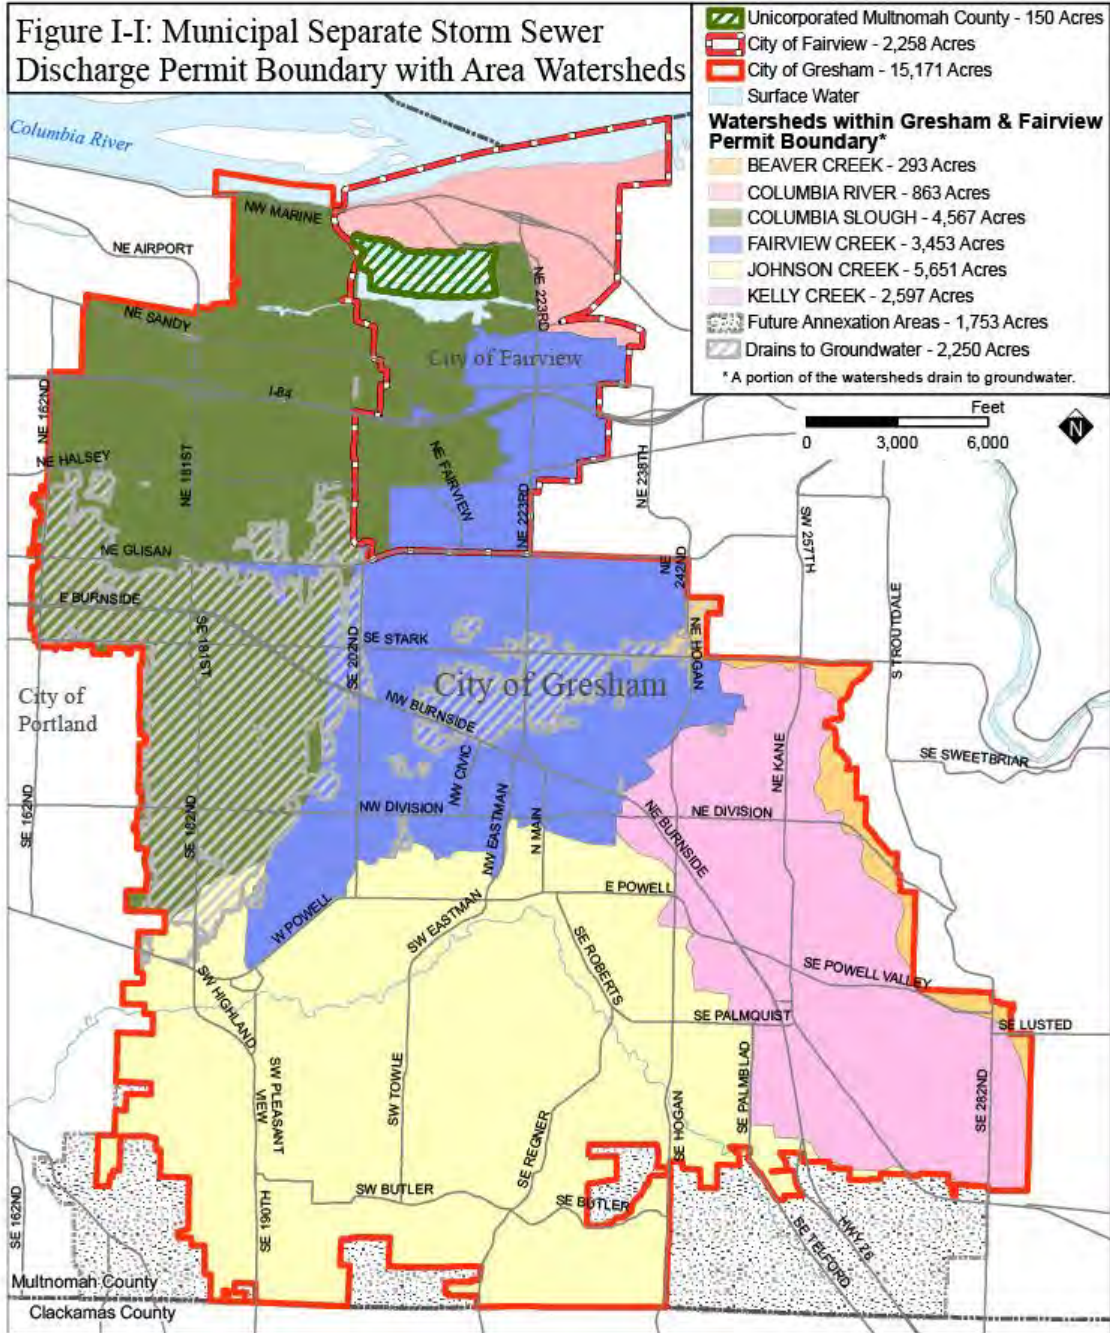 Figure I-I: Municipal Separate Storm Sewer
Discharge Permit Boundary with Area Watersheds
Unicorporated Multnomah County - 150 Acres
City of Fairview - 2,258 Acres
City of Gresham - 15,171 Acres
Surface Water
Watersheds within Gresham & Fairview
Permit Boundary*
BEAVER CREEK - 293 Acres
COLUMBIA RIVER - 863 Acres
COLUMBIA SLOUGH - 4,567 Acres
FAIRVIEW CREEK - 3,453 Acres
JOHNSON CREEK - 5,651 Acres
KELLY CREEK - 2,597 Acres
Future Annexation Areas - 1,753 Acres
Drains to Groundwater - 2,250 Acres
* A portion of the watersheds drain to groundwater.
Feet
0 3,000 6,000
N
Columbia River
NW MARINE
NE AIRPORT
NE SANDY
NE 223RD
City of Fairview
I-84
NE 162ND
NE HALSEY
NE 181ST
NE FAIRVIEW
NE 223RD
NE 238TH
SW 257TH
NE GLISAN
NE
242ND
E BURNSIDE
S TROUTDALE
SE 181ST
SE 202ND
SE STARK
NE HOGAN
City of
Portland
City of Gresham
NW BURNSIDE
NW CIVIC
NE KANE
SE SWEETBRIAR
SE 162ND
SE 182ND
NW DIVISION
NW EASTMAN
N MAIN
NE BURNSIDE
NE DIVISION
E POWELL
W POWELL
SW EASTMAN
SE ROBERTS
SE POWELL VALLEY
SW HIGHLAND
SE PALMQUIST
SE LUSTED
SW PLEASANT
VIEW
SW TOWLE
SE PALMBLAD
SE HOGAN
SE 282ND
SE REGNER
SE 162ND
SE 190TH
SW BUTLER
SE BUTLER
SE TELFORD
HWY 26
Multnomah County
Clackamas County